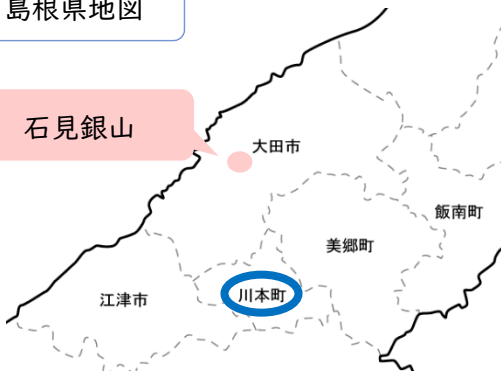 島根県地図
石見銀山
大田市
飯南町
美郷町
川本町
江津市